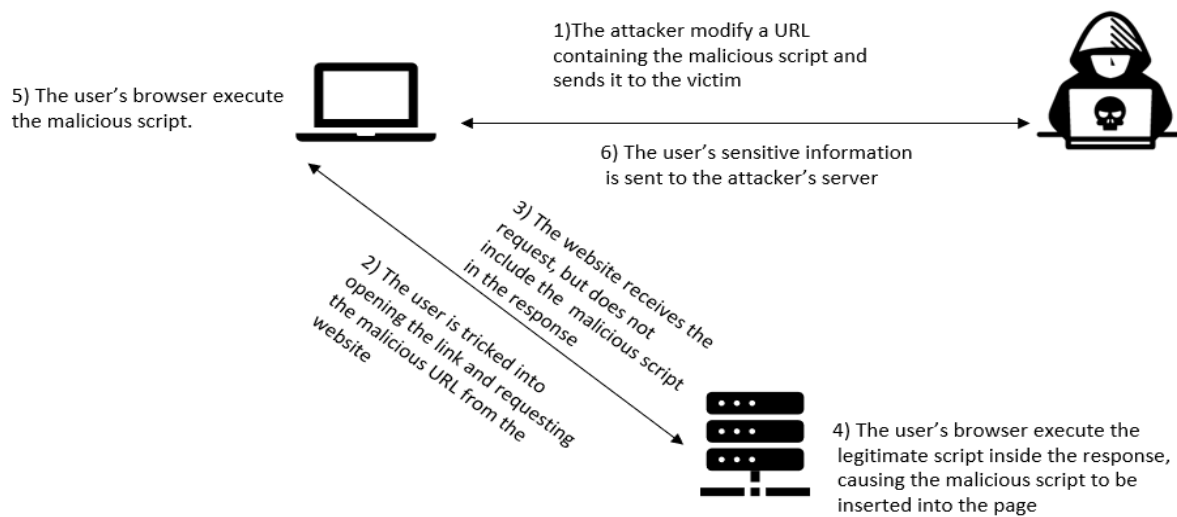 1)The attacker modify a URL
containing the malicious script and
sends it to the victim
5) The user's browser execute
the malicious script.
6) The user's sensitive information
is sent to the attacker's server
3) The website receives the
request, but does not
include the malicious script
in the response
2) The user is tricked into
opening the link and requesting
the malicious URL from the
website
4) The user's browser execute the
legitimate script inside the response,
causing the malicious script to be
inserted into the page